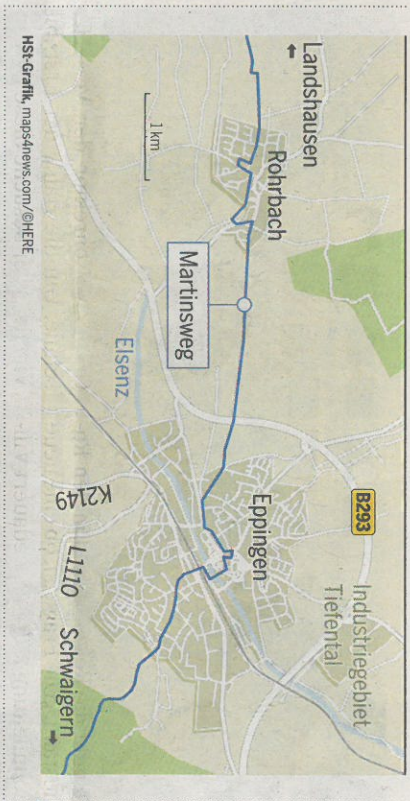 Landshausen
Rohrbach
1 km
Martinsweg
Elsenz
Eppingen
B293
Industriegebiet
Tiefental
K2149
L1110
Schwaigern
HSt-Grafik, maps4news.com/©HERE